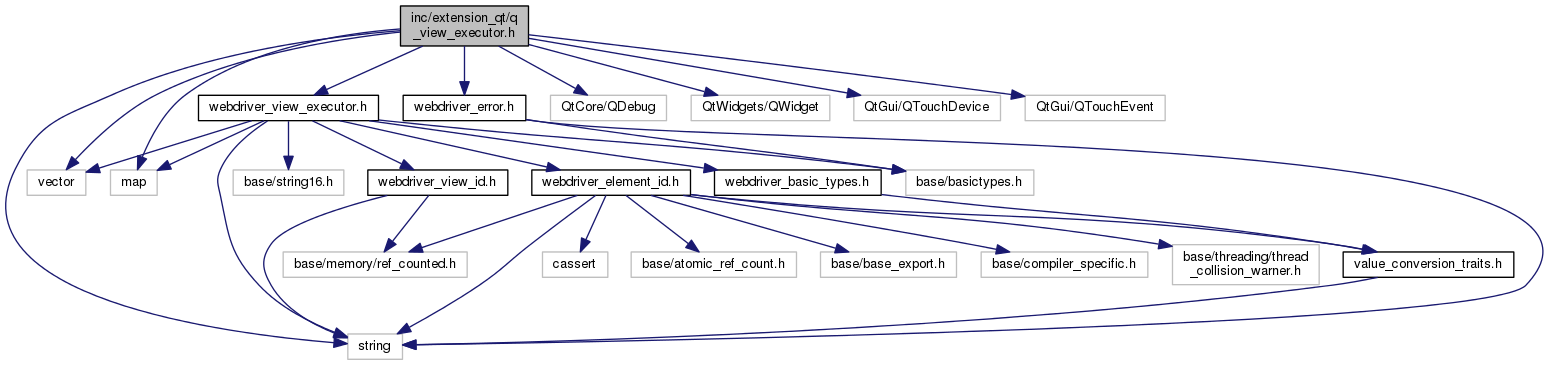 inc/extension_qt/q
_view_executor.h
webdriver_view_executor.h
webdriver_error.h
QtCore/QDebug
QtWidgets/QWidget
QtGui/QTouchDevice
QtGui/QTouchEvent
vector
map
base/string16.h
webdriver_view_id.h
webdriver_element_id.h
webdriver_basic_types.h
base/basictypes.h
base/memory/ref_counted.h
cassert
base/atomic_ref_count.h
base/base_export.h
base/compiler_specific.h
base/threading/thread
_collision_warner.h
value_conversion_traits.h
string